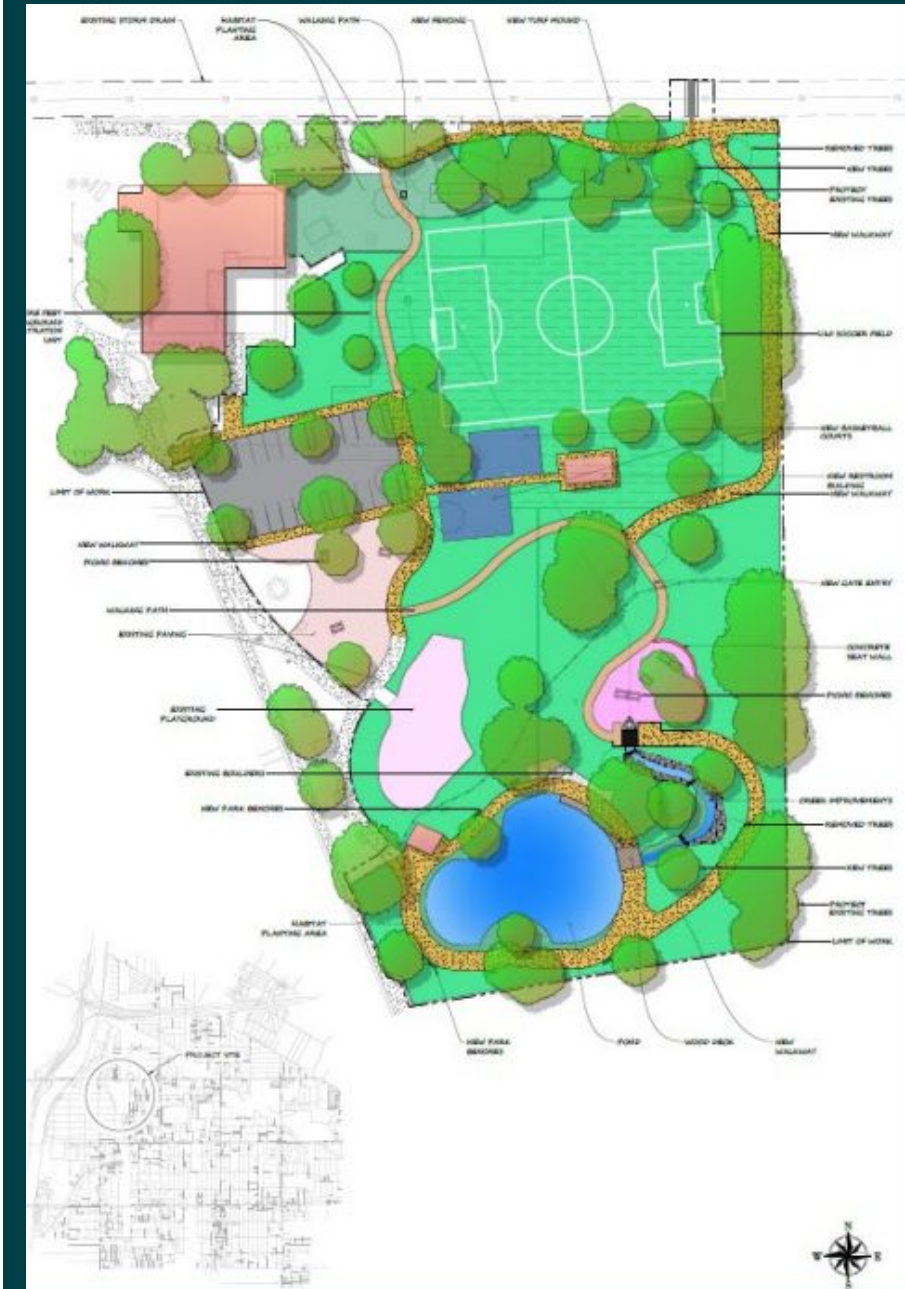 EXISTING STORM DRAIN
HABITAT
PLANTING
AREA
WALKING PATH
NEW FENCING
NEW TURF MOUND
REMOVED TREES
NEW TREES
PROTECT
EXISTING TREES
NEW WALKWAY
SOCCER FIELD
NEW BASKETBALL
COURTS
LIMIT OF WORK
NEW RESTROOM
BUILDING
NEW WALKWAY
NEW WALKWAY
PICNIC BENCHES
NEW GATE ENTRY
WALKING PATH
EXISTING PAVING
CONCRETE
SEAT WALL
PICNIC BENCHES
EXISTING
PLAYGROUND
EXISTING BOULDERS
NEW PARK BENCHES
CREEK IMPROVEMENTS
REMOVED TREES
NEW TREES
PROTECT
EXISTING TREES
HABITAT
PLANTING AREA
LIMIT OF WORK
NEW PARK
BENCHES
POND
WOOD DECK
NEW
WALKWAY
PROJECT SITE
N
W
E
S